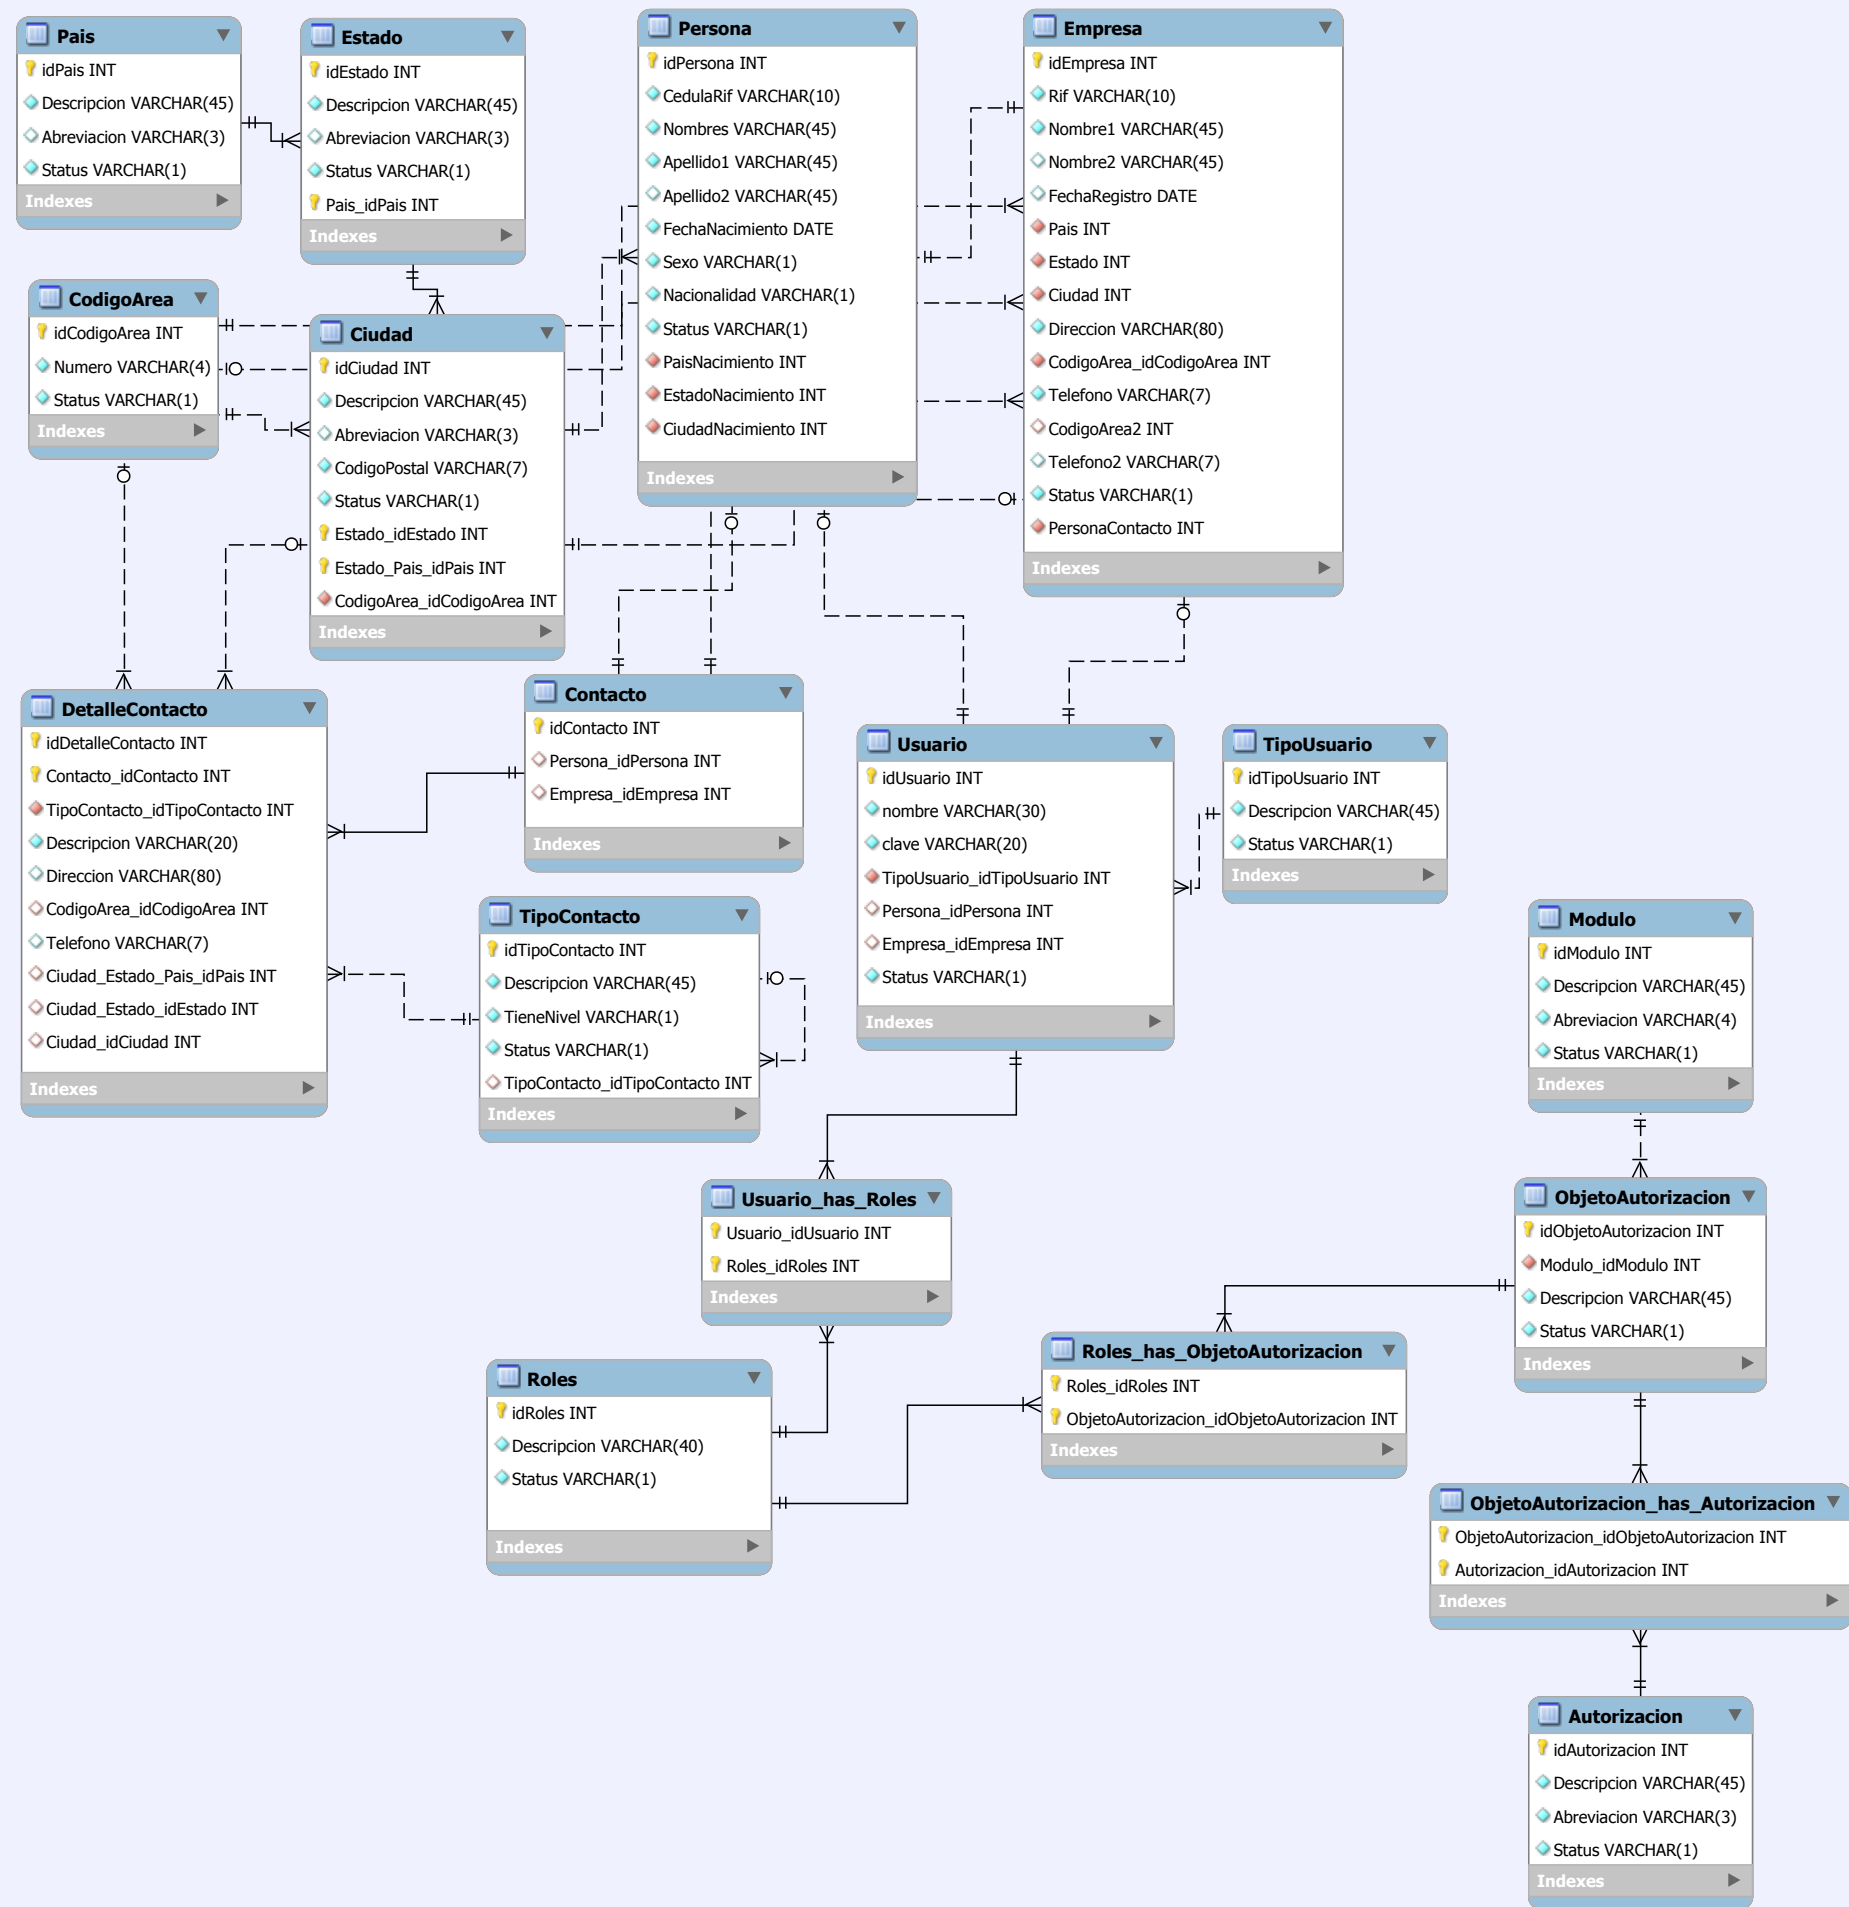 Pais
idPais INT
Descripcion VARCHAR(45)
Abreviacion VARCHAR(3)
Status VARCHAR(1)
Indexes
Estado
idEstado INT
Descripcion VARCHAR(45)
Abreviacion VARCHAR(3)
Status VARCHAR(1)
Pais_idPais INT
Indexes
Persona
idPersona INT
CedulaRif VARCHAR(10)
Nombres VARCHAR(45)
Apellido1 VARCHAR(45)
Apellido2 VARCHAR(45)
FechaNacimiento DATE
Sexo VARCHAR(1)
Nacionalidad VARCHAR(1)
Status VARCHAR(1)
PaisNacimiento INT
EstadoNacimiento INT
CiudadNacimiento INT
Indexes
Empresa
idEmpresa INT
Rif VARCHAR(10)
Nombre1 VARCHAR(45)
Nombre2 VARCHAR(45)
FechaRegistro DATE
Pais INT
Estado INT
Ciudad INT
Direccion VARCHAR(80)
CodigoArea_idCodigoArea INT
Telefono VARCHAR(7)
CodigoArea2 INT
Telefono2 VARCHAR(7)
Status VARCHAR(1)
PersonaContacto INT
Indexes
CodigoArea
idCodigoArea INT
Numero VARCHAR(4)
Status VARCHAR(1)
Indexes
Ciudad
idCiudad INT
Descripcion VARCHAR(45)
Abreviacion VARCHAR(3)
CodigoPostal VARCHAR(7)
Status VARCHAR(1)
Estado_idEstado INT
Estado_Pais_idPais INT
CodigoArea_idCodigoArea INT
Indexes
DetalleContacto
idDetalleContacto INT
Contacto_idContacto INT
TipoContacto_idTipoContacto INT
Descripcion VARCHAR(20)
Direccion VARCHAR(80)
CodigoArea_idCodigoArea INT
Telefono VARCHAR(7)
Ciudad_Estado_Pais_idPais INT
Ciudad_Estado_idEstado INT
Ciudad_idCiudad INT
Indexes
Contacto
idContacto INT
Persona_idPersona INT
Empresa_idEmpresa INT
Indexes
TipoContacto
idTipoContacto INT
Descripcion VARCHAR(45)
TieneNivel VARCHAR(1)
Status VARCHAR(1)
TipoContacto_idTipoContacto INT
Indexes
Usuario
idUsuario INT
nombre VARCHAR(30)
clave VARCHAR(20)
TipoUsuario_idTipoUsuario INT
Persona_idPersona INT
Empresa_idEmpresa INT
Status VARCHAR(1)
Indexes
TipoUsuario
idTipoUsuario INT
Descripcion VARCHAR(45)
Status VARCHAR(1)
Indexes
Modulo
idModulo INT
Descripcion VARCHAR(45)
Abreviacion VARCHAR(4)
Status VARCHAR(1)
Indexes
Usuario_has_Roles
Usuario_idUsuario INT
Roles_idRoles INT
Indexes
ObjetoAutorizacion
idObjetoAutorizacion INT
Modulo_idModulo INT
Descripcion VARCHAR(45)
Status VARCHAR(1)
Indexes
Roles
idRoles INT
Descripcion VARCHAR(40)
Status VARCHAR(1)
Indexes
Roles_has_ObjetoAutorizacion
Roles_idRoles INT
ObjetoAutorizacion_idObjetoAutorizacion INT
Indexes
ObjetoAutorizacion_has_Autorizacion
ObjetoAutorizacion_idObjetoAutorizacion INT
Autorizacion_idAutorizacion INT
Indexes
Autorizacion
idAutorizacion INT
Descripcion VARCHAR(45)
Abreviacion VARCHAR(3)
Status VARCHAR(1)
Indexes